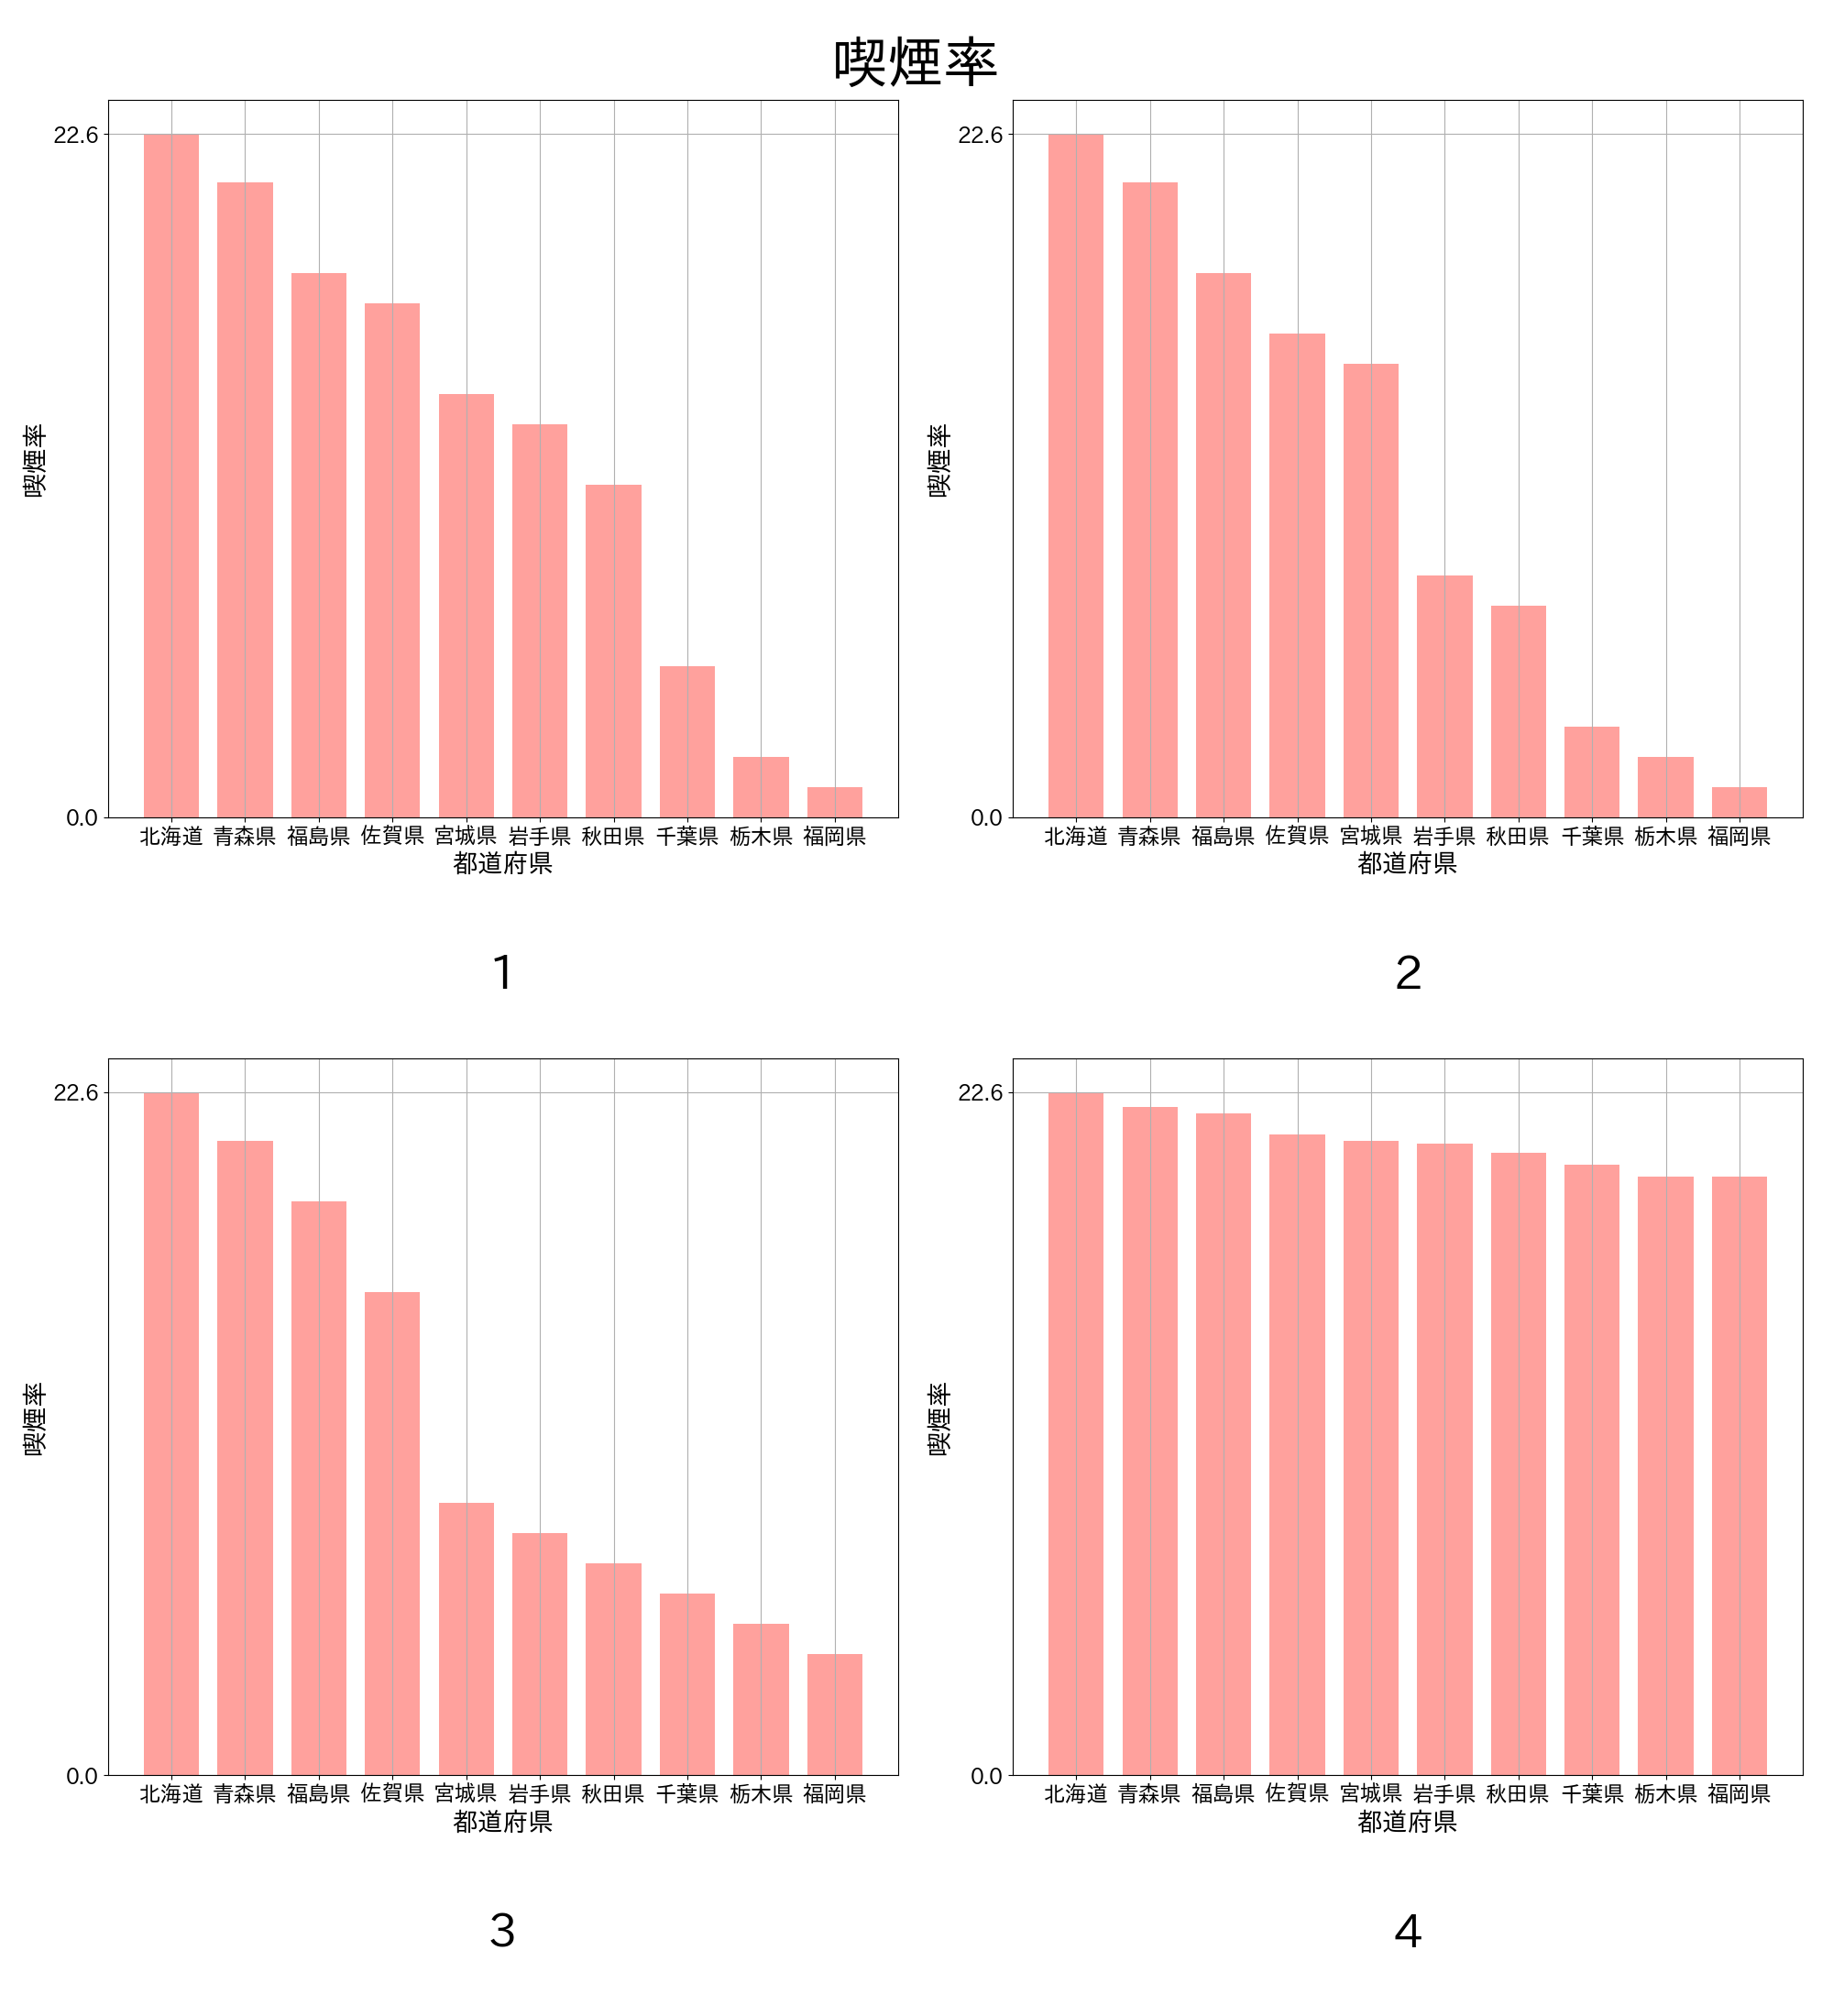 喫煙率
22.6
0.0
喫煙率
北海道 青森県 福島県 佐賀県 宮城県 岩手県 秋田県 千葉県 栃木県 福岡県
都道府県
1
22.6
0.0
喫煙率
北海道 青森県 福島県 佐賀県 宮城県 岩手県 秋田県 千葉県 栃木県 福岡県
都道府県
2
22.6
0.0
喫煙率
北海道 青森県 福島県 佐賀県 宮城県 岩手県 秋田県 千葉県 栃木県 福岡県
都道府県
3
22.6
0.0
喫煙率
北海道 青森県 福島県 佐賀県 宮城県 岩手県 秋田県 千葉県 栃木県 福岡県
都道府県
4